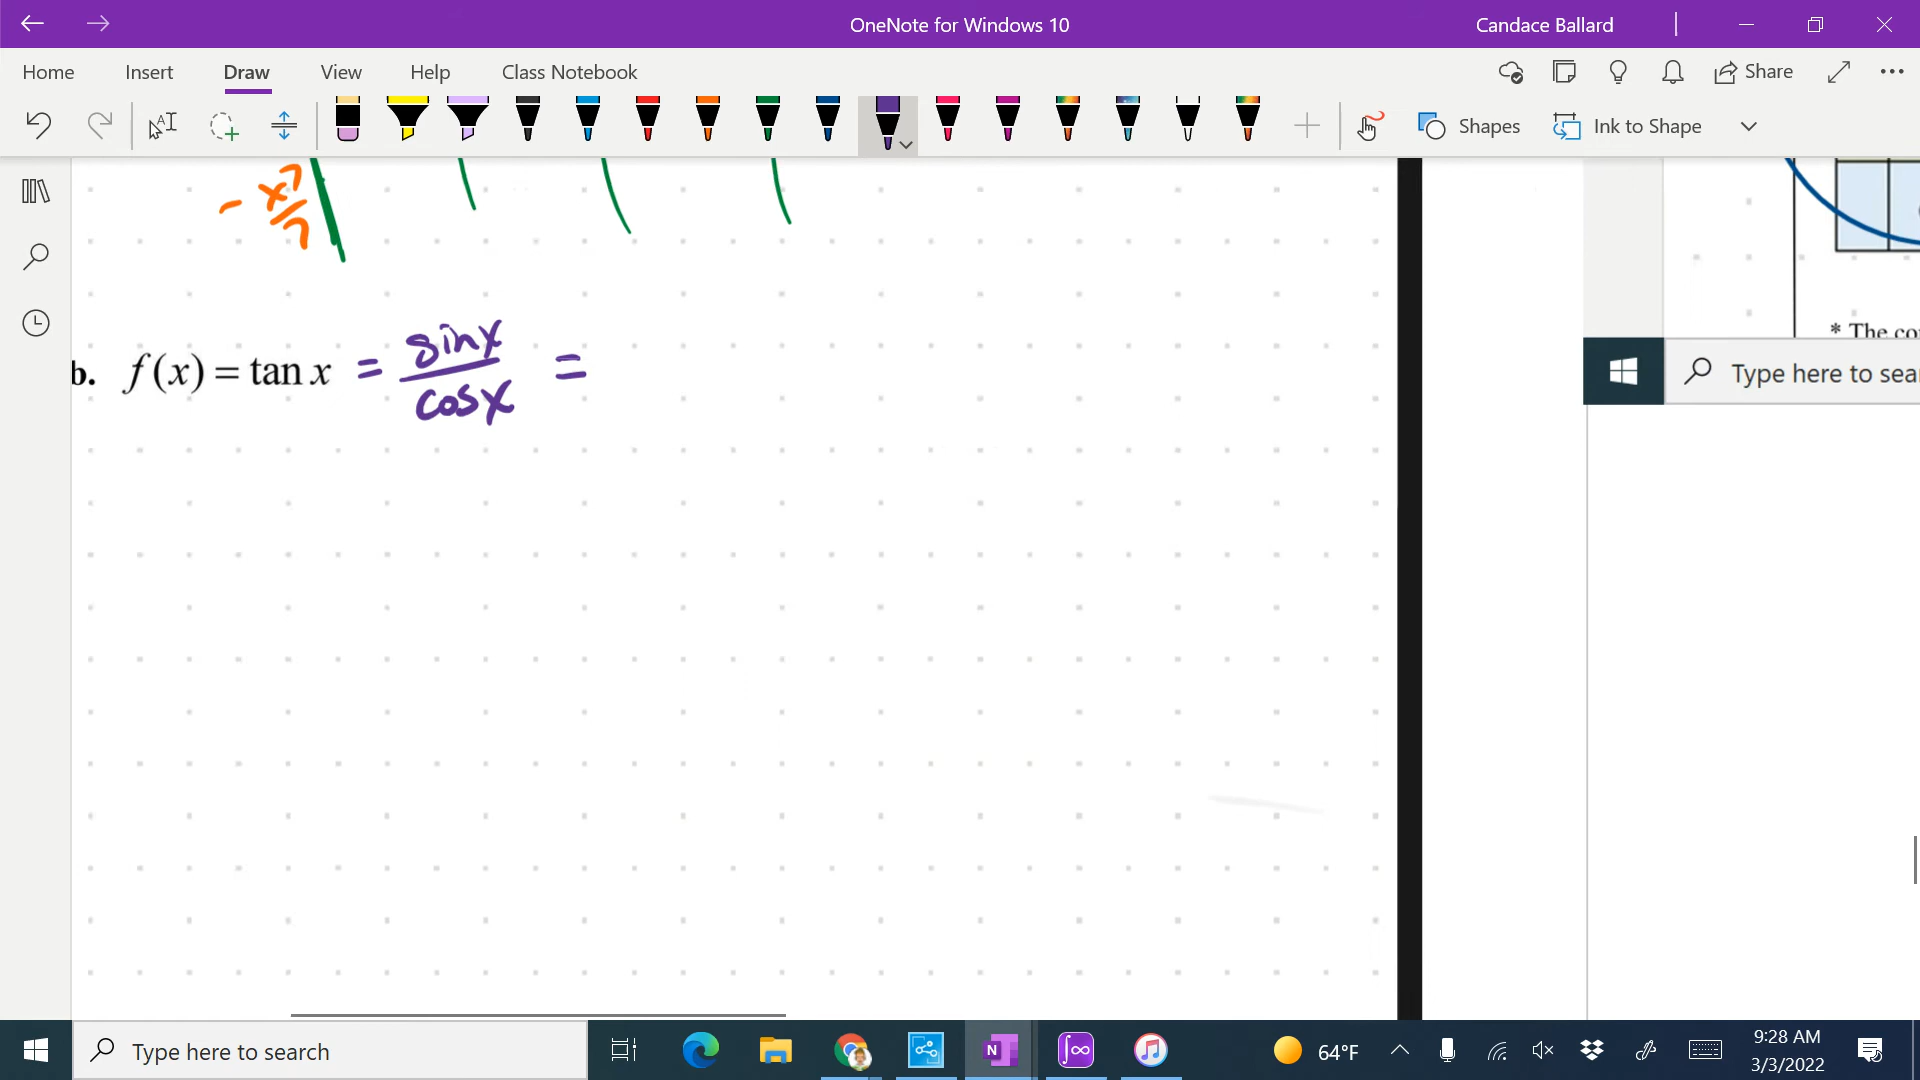 OneNote for Windows 10
Candace Ballard
Home Insert Draw View Help Class Notebook
Share
Shapes Ink to Shape
- x^7/7
b. f(x) = tan x = sinx/cosx =
* The co
Type here to sea
Type here to search
64°F
9:28 AM
3/3/2022